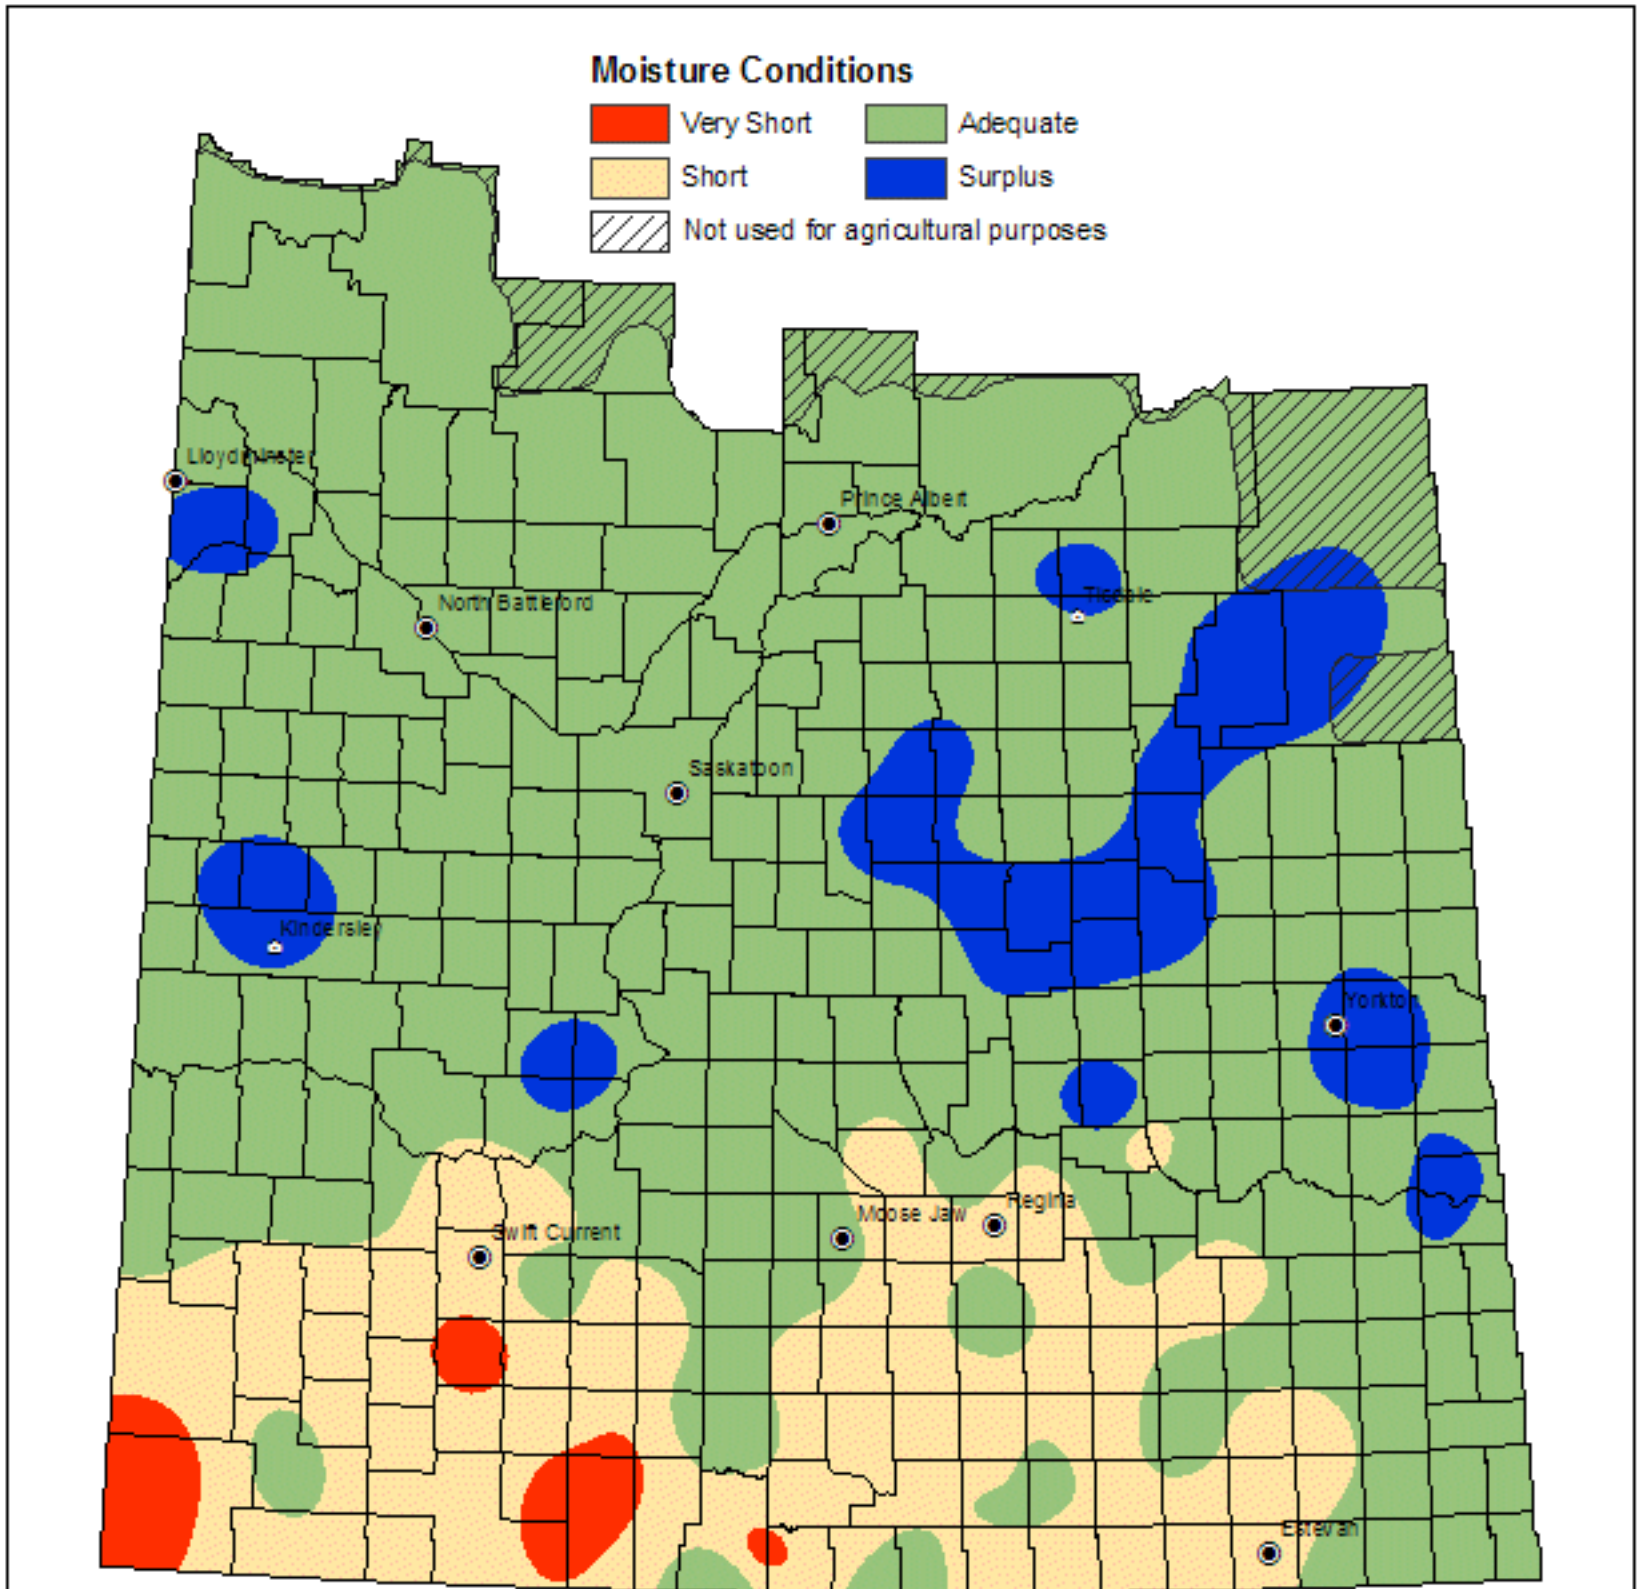 Moisture Conditions
Very Short
Adequate
Short
Surplus
Not used for agricultural purposes
Lloydminster
Prince Albert
Tisdale
North Battleford
Saskatoon
Kindersley
Yorkton
Regina
Moose Jaw
Swift Current
Estevan